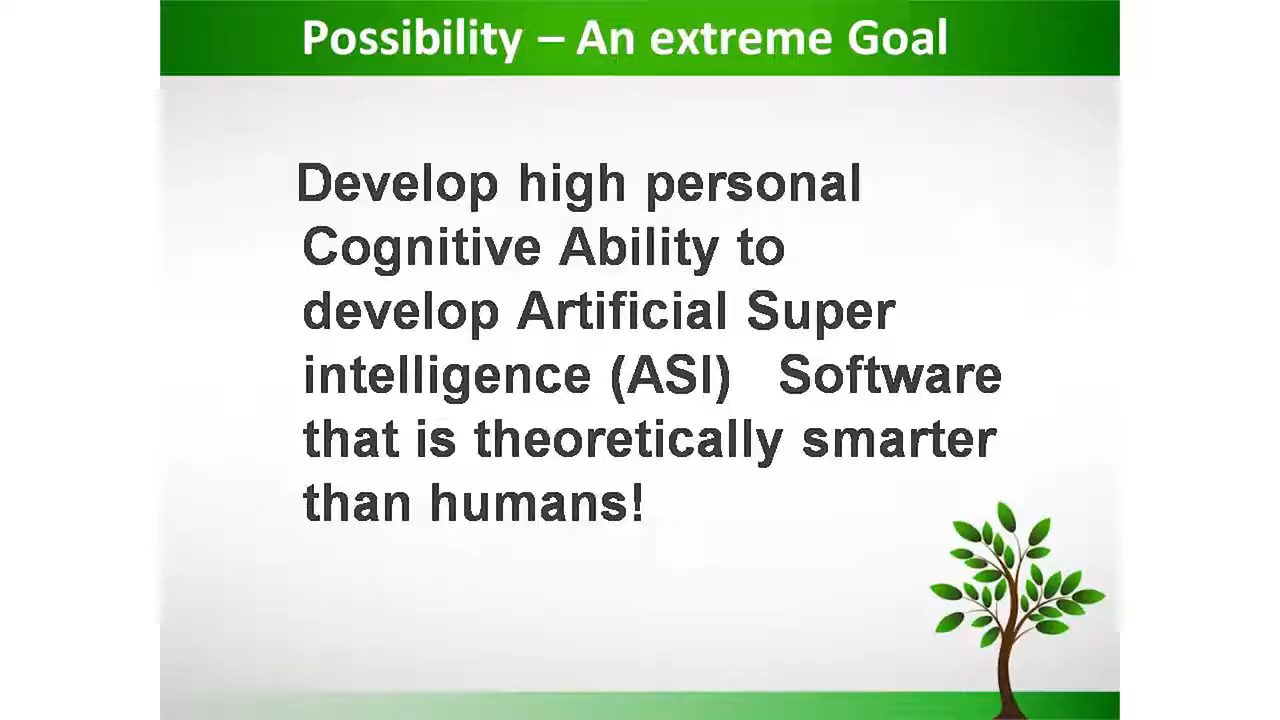 Possibility – An extreme Goal
Develop high personal
Cognitive Ability to
develop Artificial Super
intelligence (ASI)   Software
that is theoretically smarter
than humans!